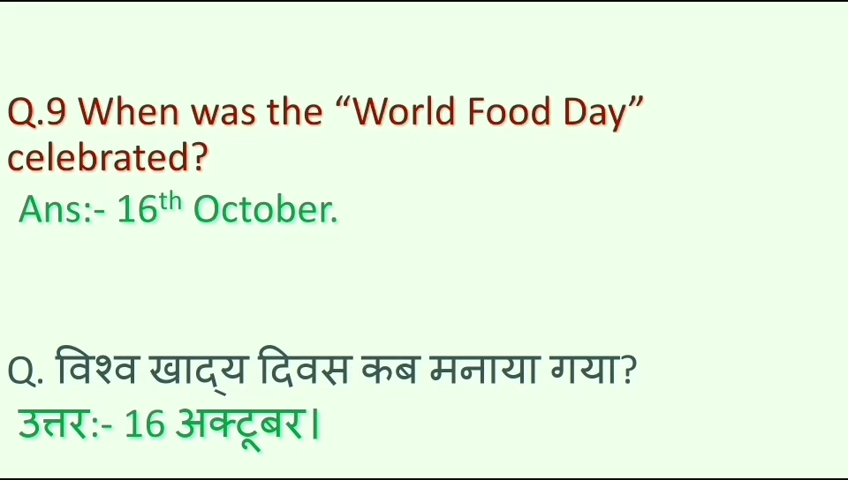 Q.9 When was the “World Food Day”
celebrated?
Ans:- 16th October.
Q. विश्व खाद्य दिवस कब मनाया गया?
उत्तर:- 16 अक्टूबर।